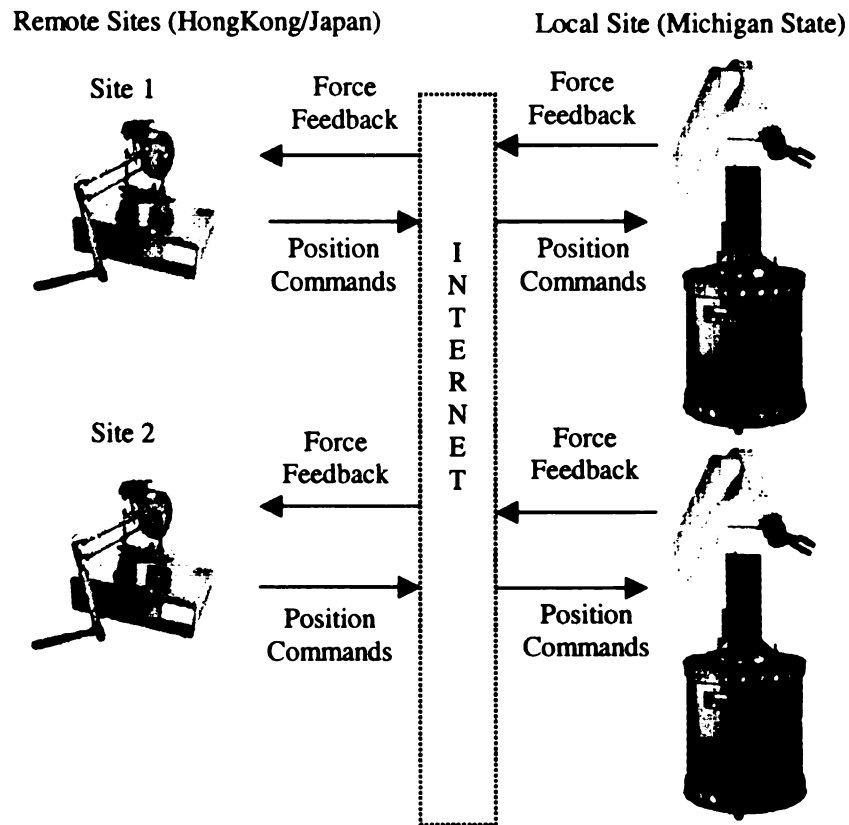 Remote Sites (HongKong/Japan)
Local Site (Michigan State)
Site 1
Force
Feedback
Force
Feedback
Position
Commands
Position
Commands
I
N
T
E
R
N
E
T
Site 2
Force
Feedback
Force
Feedback
Position
Commands
Position
Commands